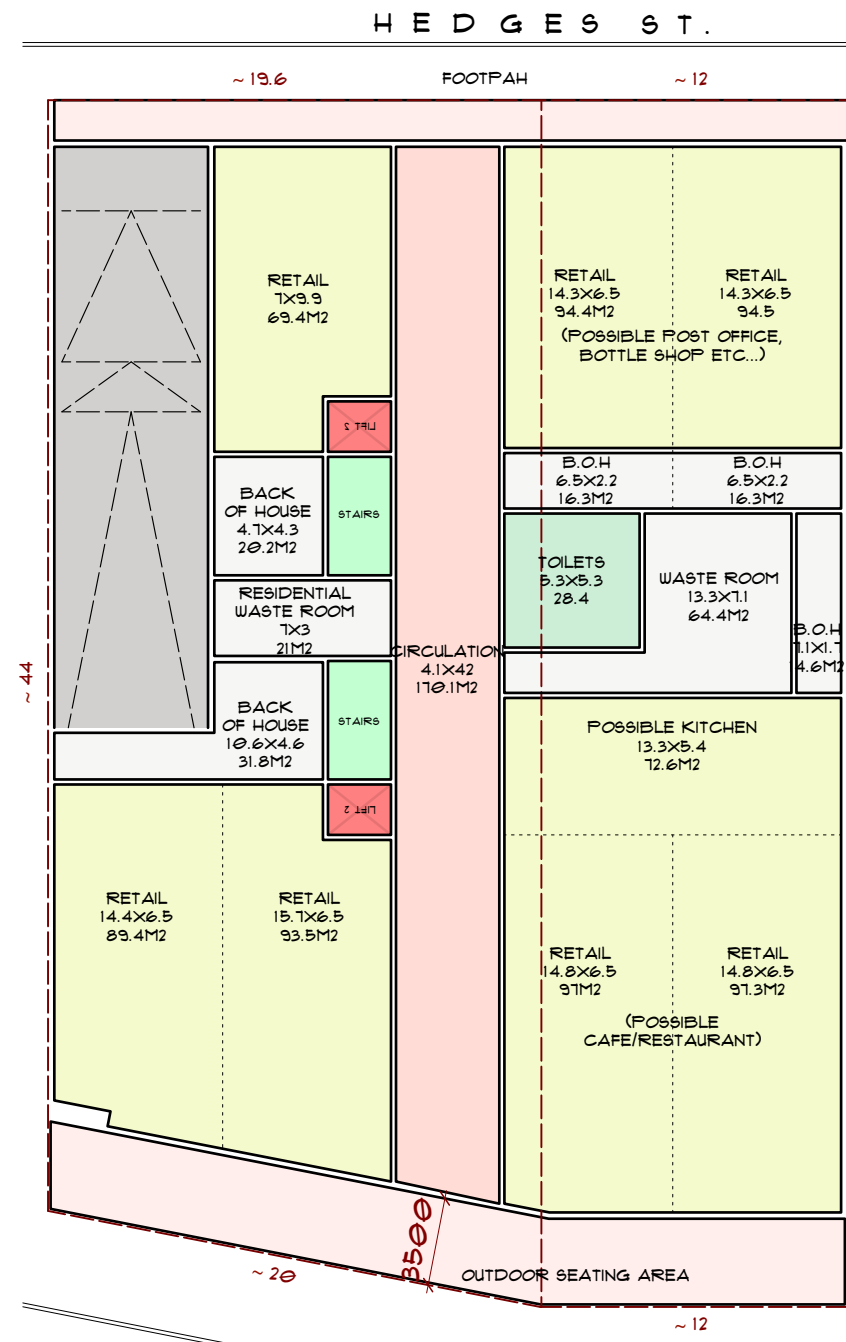 HEDGES ST.
~ 19.6
FOOTPAH
~ 12
RETAIL
7X9.9
69.4M2
RETAIL
14.3X6.5
94.4M2
RETAIL
14.3X6.5
94.5
(POSSIBLE POST OFFICE,
BOTTLE SHOP ETC...)
LIFT 2
BACK
OF HOUSE
4.7X4.3
20.2M2
STAIRS
B.O.H
6.5X2.2
16.3M2
B.O.H
6.5X2.2
16.3M2
TOILETS
5.3X5.3
28.4
WASTE ROOM
13.3X7.1
64.4M2
RESIDENTIAL
WASTE ROOM
7X3
21M2
B.O.H
7.1X1.7
14.6M2
CIRCULATION
4.1X42
170.1M2
~ 44
BACK
OF HOUSE
10.6X4.6
31.8M2
STAIRS
POSSIBLE KITCHEN
13.3X5.4
72.6M2
LIFT 2
RETAIL
14.4X6.5
89.4M2
RETAIL
15.7X6.5
93.5M2
RETAIL
14.8X6.5
97M2
RETAIL
14.8X6.5
97.3M2
(POSSIBLE
CAFE/RESTAURANT)
3500
~ 20
OUTDOOR SEATING AREA
~ 12